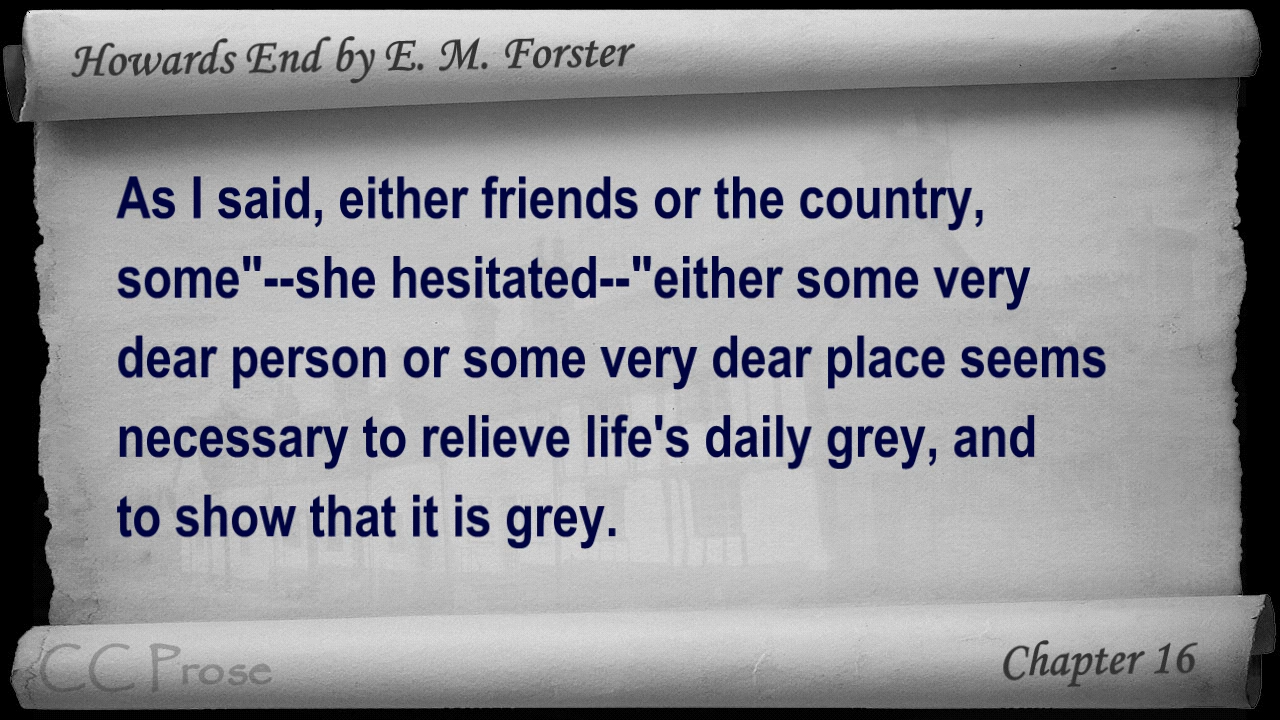 Howards End by E. M. Forster
As I said, either friends or the country,
some"--she hesitated--"either some very
dear person or some very dear place seems
necessary to relieve life's daily grey, and
to show that it is grey.
CC Prose
Chapter 16